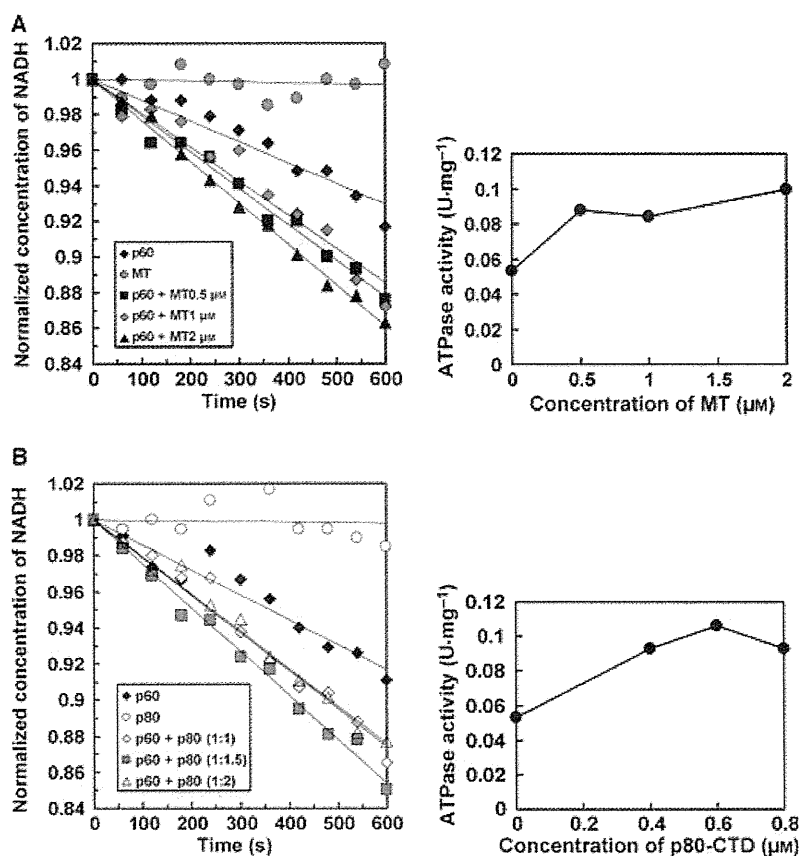 A
Normalized concentration of NADH
1.02
1
0.98
0.96
0.94
0.92
0.9
0.88
0.86
0.84
p60
MT
p60 + MT0.5 μM
p60 + MT1 μM
p60 + MT2 μM
0 100 200 300 400 500 600
Time (s)
ATPase activity (U·mg⁻¹)
0.12
0.1
0.08
0.06
0.04
0.02
0
0 0.5 1 1.5 2
Concentration of MT (μM)
B
Normalized concentration of NADH
1.02
1
0.98
0.96
0.94
0.92
0.9
0.88
0.86
0.84
p60
p80
p60 + p80 (1:1)
p60 + p80 (1:1.5)
p60 + p80 (1:2)
0 100 200 300 400 500 600
Time (s)
ATPase activity (U·mg⁻¹)
0.12
0.1
0.08
0.06
0.04
0.02
0
0 0.2 0.4 0.6 0.8
Concentration of p80-CTD (μM)